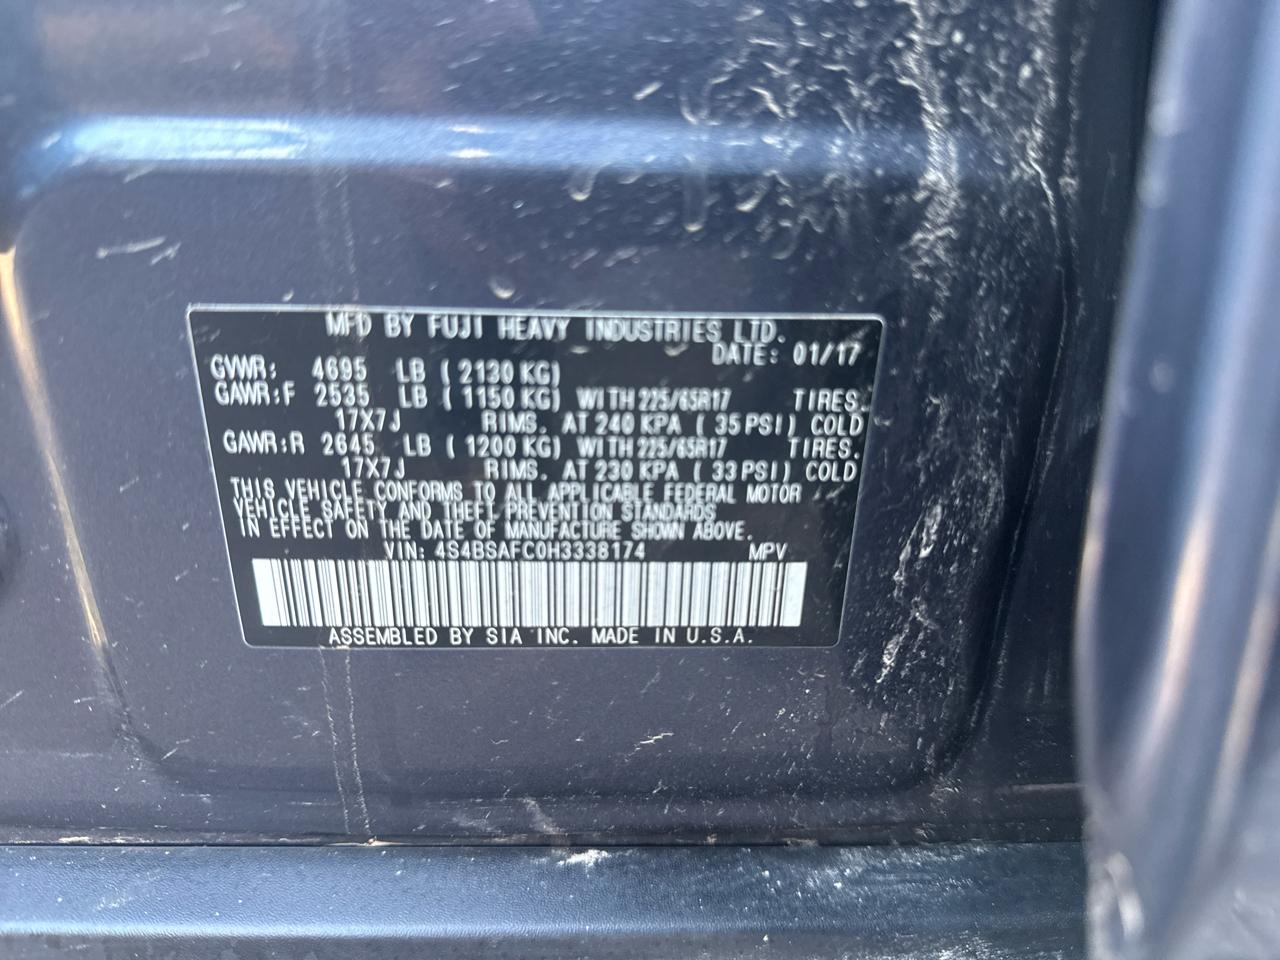 MFD BY FUJI HEAVY INDUSTRIES LTD.
DATE: 01/17
GVWR: 4695 LB ( 2130 KG)
GAWR:F 2535 LB ( 1150 KG) WITH 225/65R17 TIRES.
17X7J RIMS. AT 240 KPA ( 35 PSI) COLD
GAWR:R 2645 LB ( 1200 KG) WITH 225/65R17 TIRES.
17X7J RIMS. AT 230 KPA ( 33 PSI) COLD
THIS VEHICLE CONFORMS TO ALL APPLICABLE FEDERAL MOTOR
VEHICLE SAFETY AND THEFT PREVENTION STANDARDS
IN EFFECT ON THE DATE OF MANUFACTURE SHOWN ABOVE.
VIN: 4S4BSAFC0H3338174 MPV
ASSEMBLED BY SIA INC. MADE IN U.S.A.